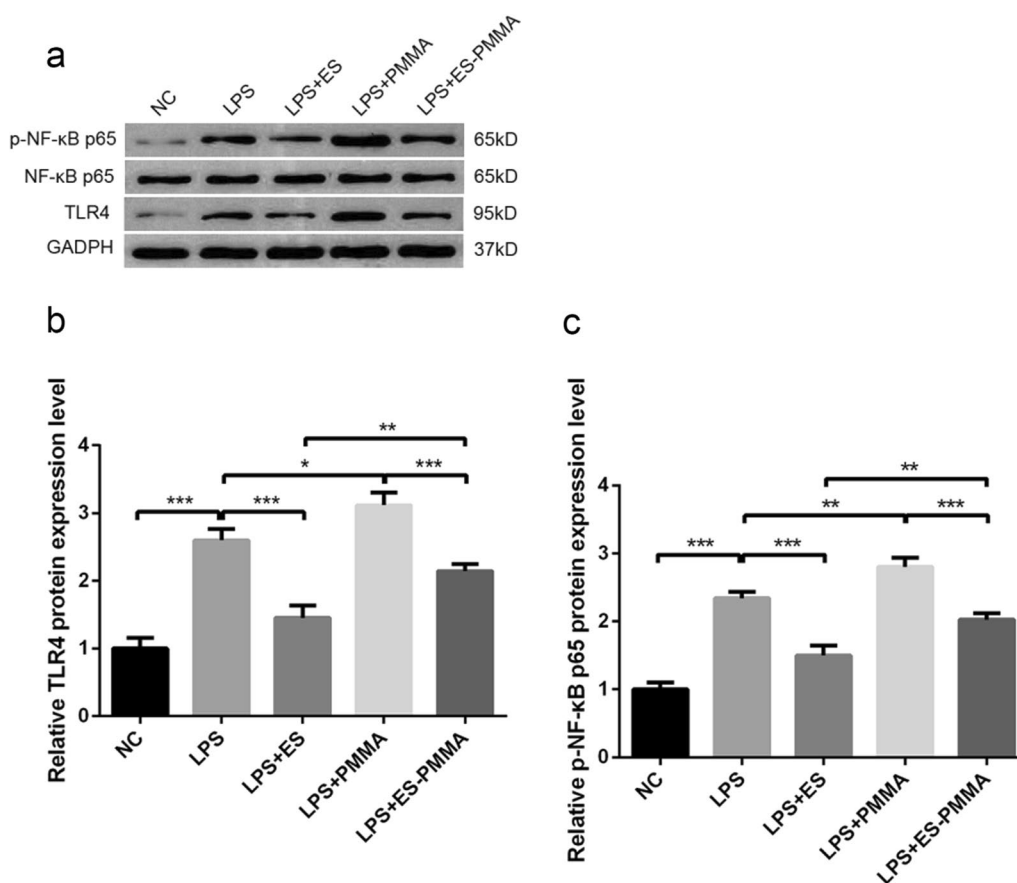 a
NC LPS LPS+ES LPS+PMMA LPS+ES-PMMA
p-NF-κB p65 65kD
NF-κB p65 65kD
TLR4 95kD
GADPH 37kD
b
Relative TLR4 protein expression level
4
3
2
1
0
**
* ***
*** ***
NC LPS LPS+ES LPS+PMMA LPS+ES-PMMA
c
Relative p-NF-κB p65 protein expression level
4
3
2
1
0
**
** ***
*** ***
NC LPS LPS+ES LPS+PMMA LPS+ES-PMMA